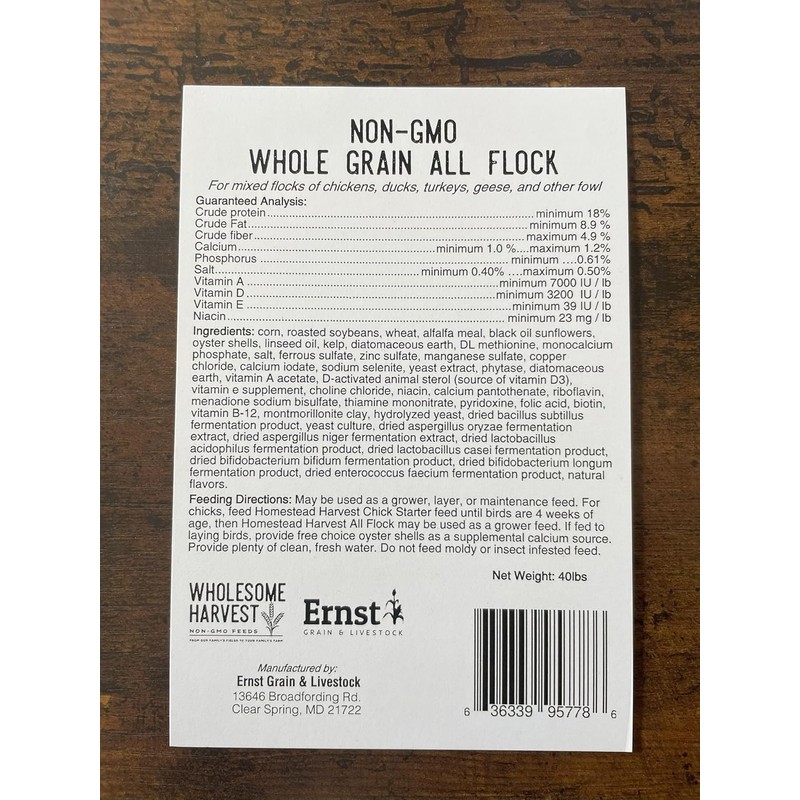 NON-GMO
WHOLE GRAIN ALL FLOCK
For mixed flocks of chickens, ducks, turkeys, geese, and other fowl
Guaranteed Analysis:
Crude protein.......minimum 18%
Crude Fat.......minimum 8.9 %
Crude fiber.......maximum 4.9 %
Calcium.......minimum 1.0 %....maximum 1.2%
Phosphorus .......minimum ....0.61%
Salt.......minimum 0.40% ....maximum 0.50%
Vitamin A .......minimum 7000 IU / lb
Vitamin D .......minimum 3200 IU / lb
Vitamin E .......minimum 39 IU / lb
Niacin.......minimum 23 mg / lb
Ingredients: corn, roasted soybeans, wheat, alfalfa meal, black oil sunflowers,
oyster shells, linseed oil, kelp, diatomaceous earth, DL methionine, monocalcium
phosphate, salt, ferrous sulfate, zinc sulfate, manganese sulfate, copper
chloride, calcium iodate, sodium selenite, yeast extract, phytase, diatomaceous
earth, vitamin A acetate, D-activated animal sterol (source of vitamin D3),
vitamin e supplement, choline chloride, niacin, calcium pantothenate, riboflavin,
menadione sodium bisulfate, thiamine mononitrate, pyridoxine, folic acid, biotin,
vitamin B-12, montmorillonite clay, hydrolyzed yeast, dried bacillus subtillus
fermentation product, yeast culture, dried aspergillus oryzae fermentation
extract, dried aspergillus niger fermentation extract, dried lactobacillus
acidophilus fermentation product, dried lactobacillus casei fermentation product,
dried bifidobacterium bifidum fermentation product, dried bifidobacterium longum
fermentation product, dried enterococcus faecium fermentation product, natural
flavors.
Feeding Directions: May be used as a grower, layer, or maintenance feed. For
chicks, feed Homestead Harvest Chick Starter feed until birds are 4 weeks of
age, then Homestead Harvest All Flock may be used as a grower feed. If fed to
laying birds, provide free choice oyster shells as a supplemental calcium source.
Provide plenty of clean, fresh water. Do not feed moldy or insect infested feed.
Net Weight: 40lbs
WHOLESOME
HARVEST
NON-GMO FEEDS
FROM OUR FAMILY'S FIELDS TO YOUR FAMILY'S FARM
Ernst
GRAIN & LIVESTOCK
Manufactured by:
Ernst Grain & Livestock
13646 Broadfording Rd.
Clear Spring, MD 21722
6 36339 95778 6